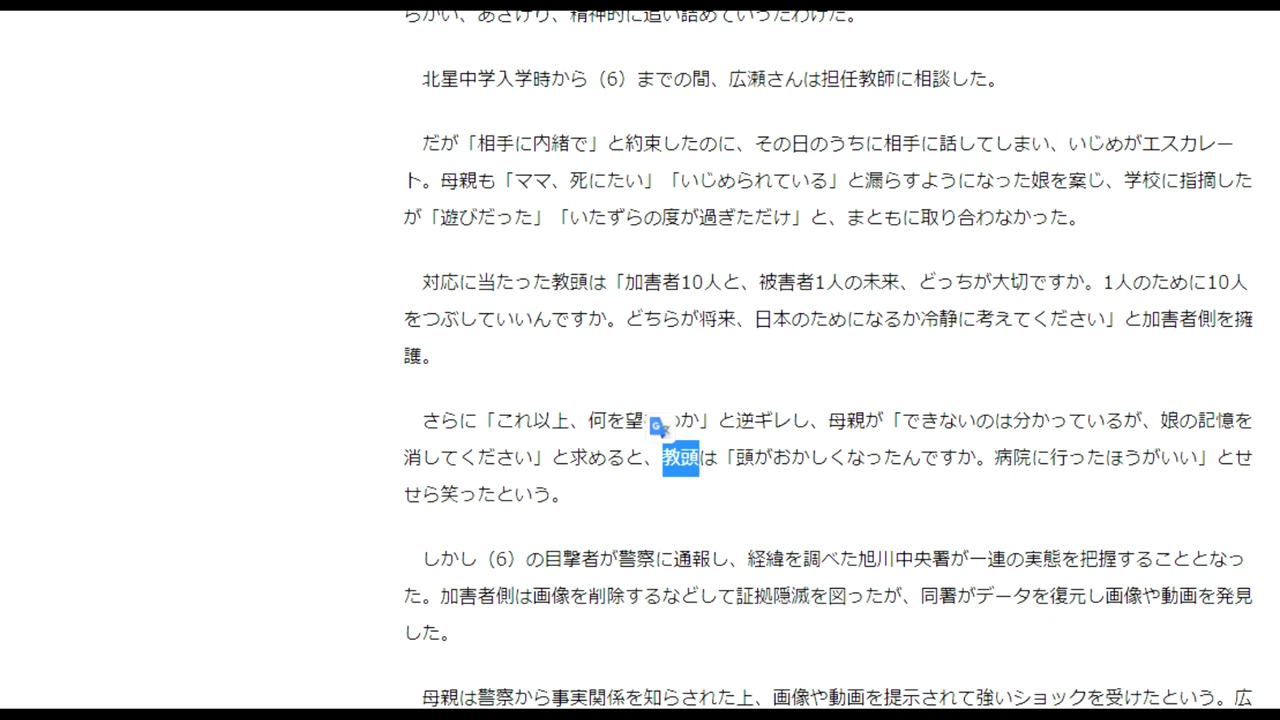 らかい、あざけり、精神的に追い詰めていったわけだ。
北星中学入学時から（6）までの間、広瀬さんは担任教師に相談した。
だが「相手に内緒で」と約束したのに、その日のうちに相手に話してしまい、いじめがエスカレー
ト。母親も「ママ、死にたい」「いじめられている」と漏らすようになった娘を案じ、学校に指摘した
が「遊びだった」「いたずらの度が過ぎただけ」と、まともに取り合わなかった。
対応に当たった教頭は「加害者10人と、被害者1人の未来、どっちが大切ですか。1人のために10人
をつぶしていいんですか。どちらが将来、日本のためになるか冷静に考えてください」と加害者側を擁
護。
さらに「これ以上、何を望 のか」と逆ギレし、母親が「できないのは分かっているが、娘の記憶を
消してください」と求めると、教頭は「頭がおかしくなったんですか。病院に行ったほうがいい」とせ
せら笑ったという。
しかし（6）の目撃者が警察に通報し、経緯を調べた旭川中央署が一連の実態を把握することとなっ
た。加害者側は画像を削除するなどして証拠隠滅を図ったが、同署がデータを復元し画像や動画を発見
した。
母親は警察から事実関係を知らされた上、画像や動画を提示されて強いショックを受けたという。広